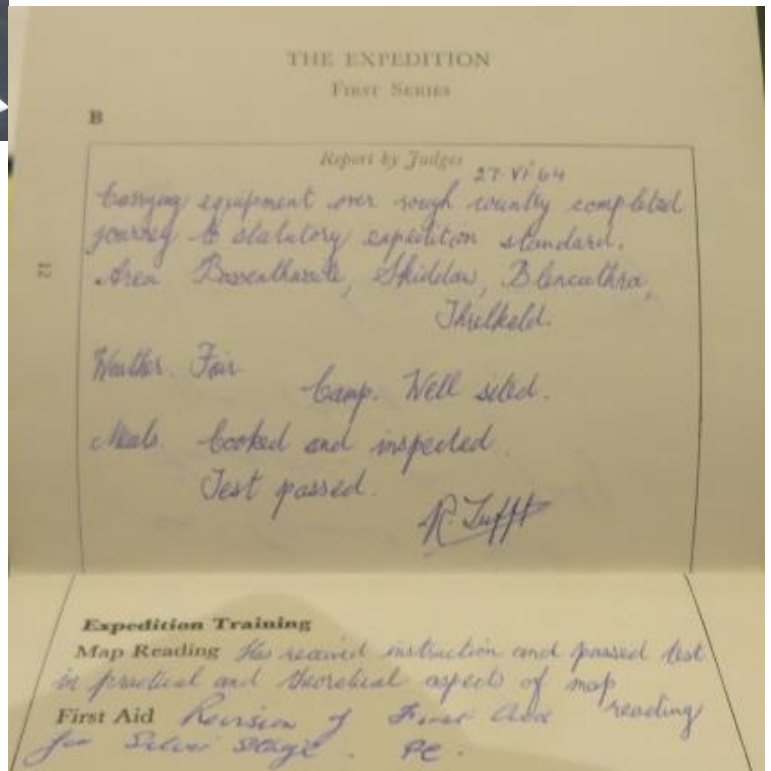 THE EXPEDITION
FIRST SERIES
B
Report by Judges
27 VI 64
Carrying equipment over rough country completed
journey to statutory expedition standard.
Area Bassenthwaite, Skiddaw, Blencathra,
Threlkeld.
Weather. Fair
Camp. Well sited.
Meals. Cooked and inspected.
Test passed.
R. Tufft
12
Expedition Training
Map Reading Has received instruction and passed test
in practical and theoretical aspect of map
reading
First Aid Revision of First Aid
for Silver Stage. PC.